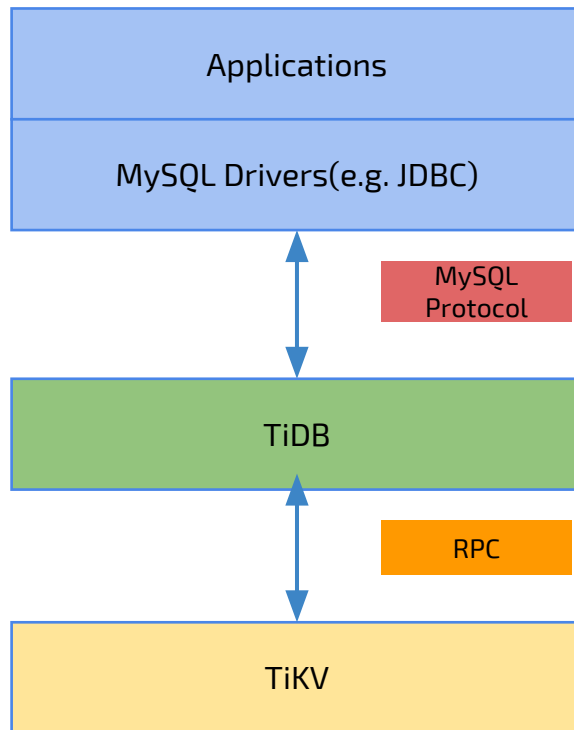 Applications
MySQL Drivers(e.g. JDBC)
MySQL
Protocol
TiDB
RPC
TiKV